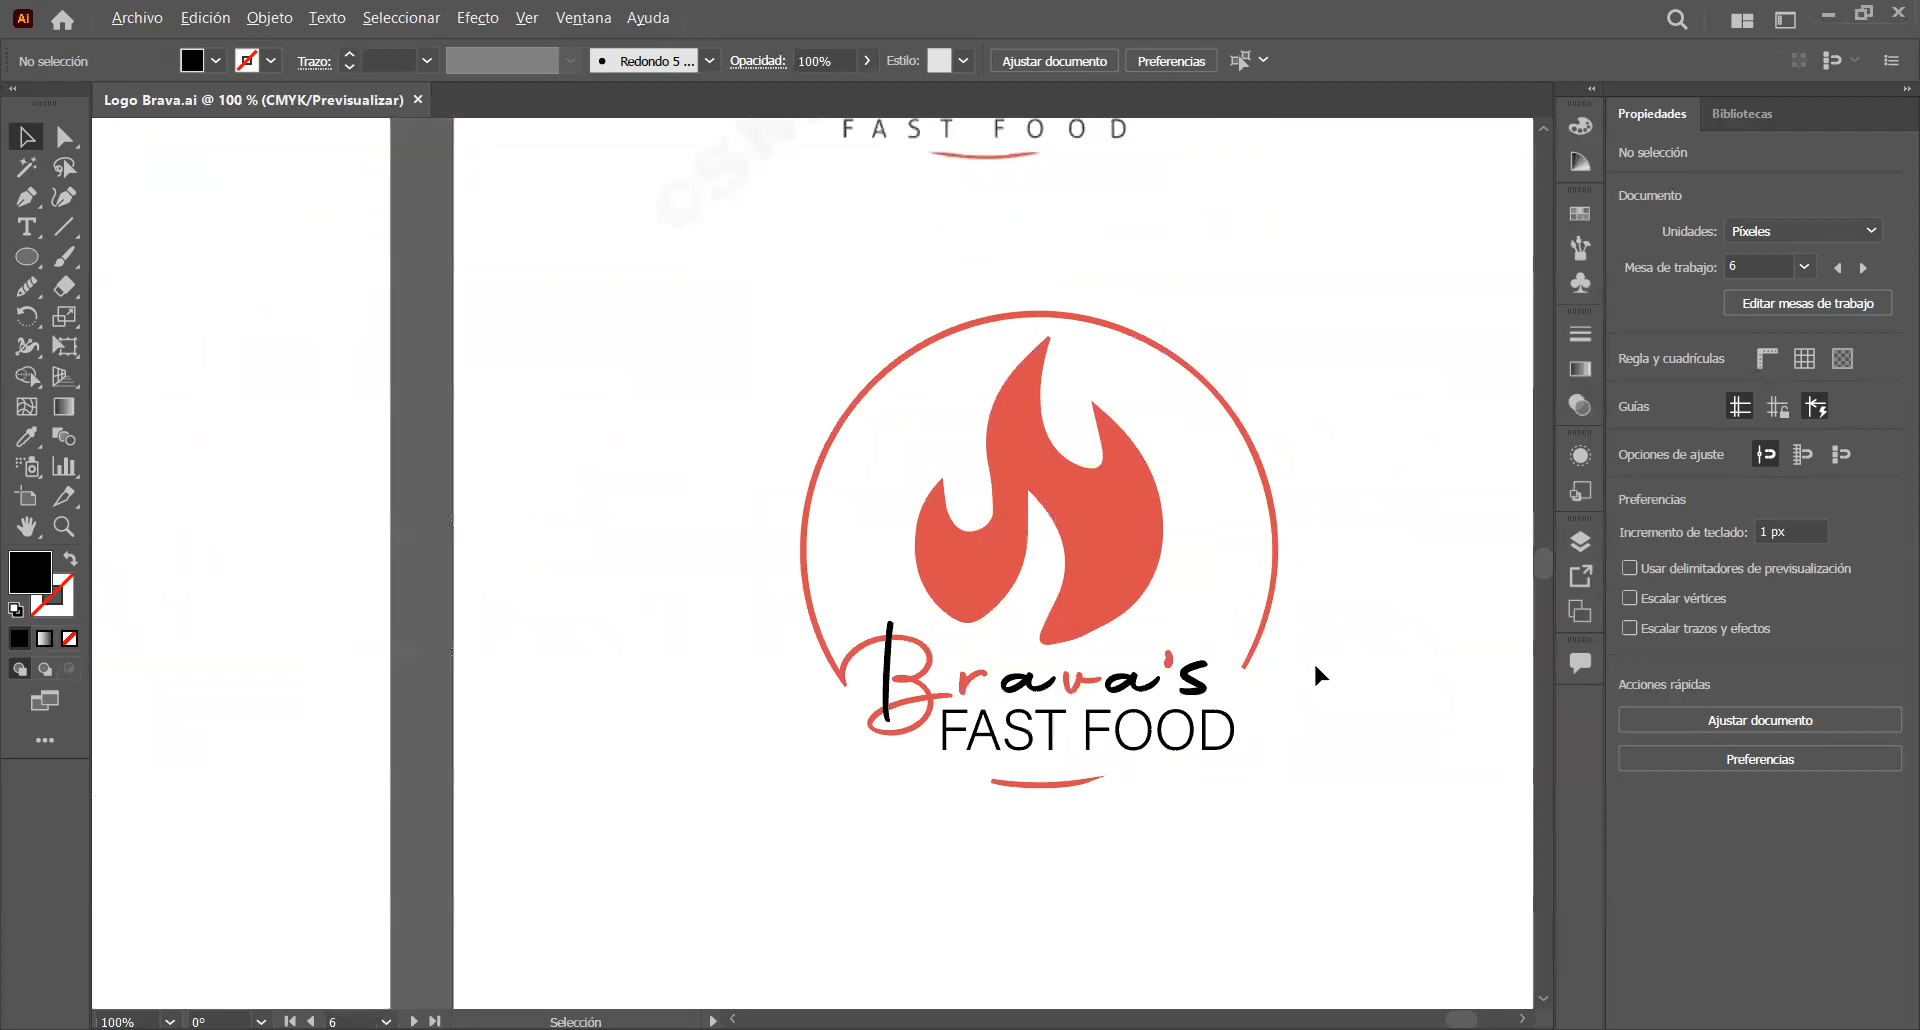 Ai Archivo Edición Objeto Texto Seleccionar Efecto Ver Ventana Ayuda
No selección Trazo: Redondo 5 ... Opacidad: 100% Estilo: Ajustar documento Preferencias
Logo Brava.ai @ 100 % (CMYK/Previsualizar) ×
FAST FOOD
Brava's
FAST FOOD
Propiedades Bibliotecas
No selección
Documento
Unidades: Píxeles
Mesa de trabajo: 6
Editar mesas de trabajo
Regla y cuadrículas
Guías
Opciones de ajuste
Preferencias
Incremento de teclado: 1 px
Usar delimitadores de previsualización
Escalar vértices
Escalar trazos y efectos
Acciones rápidas
Ajustar documento
Preferencias
100% 0° 6 Selección